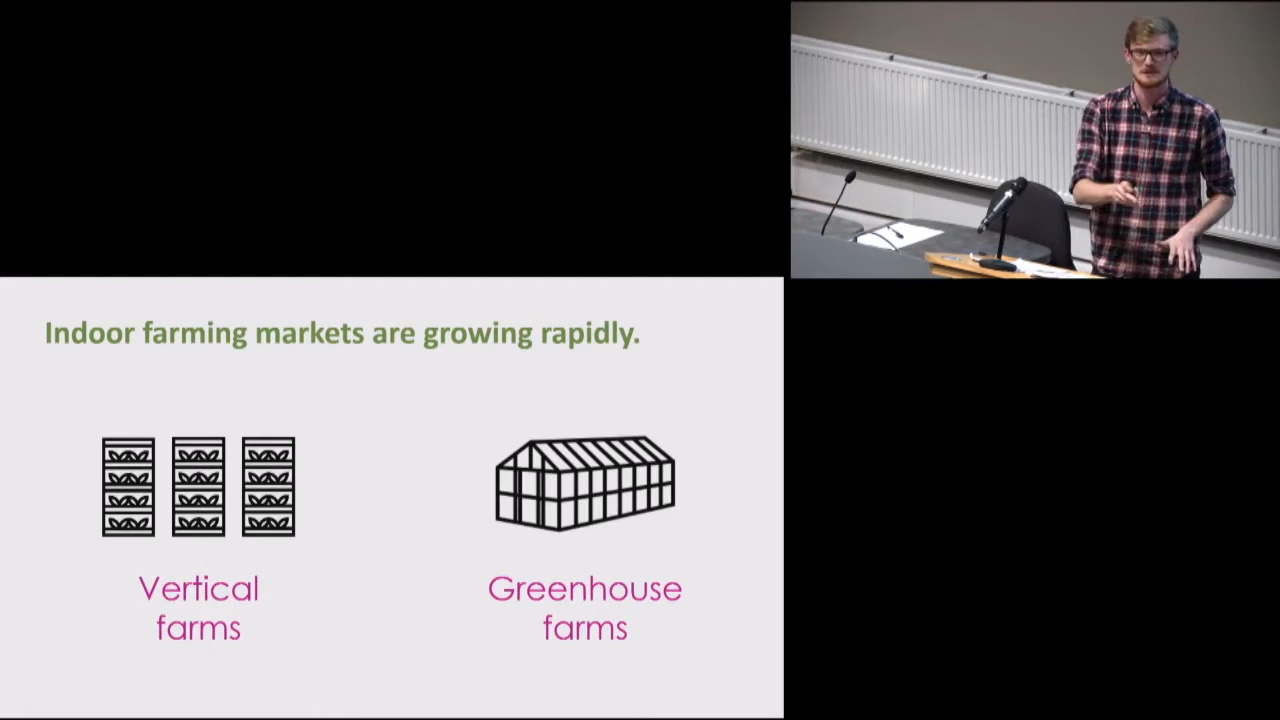 Indoor farming markets are growing rapidly.
Vertical
farms
Greenhouse
farms